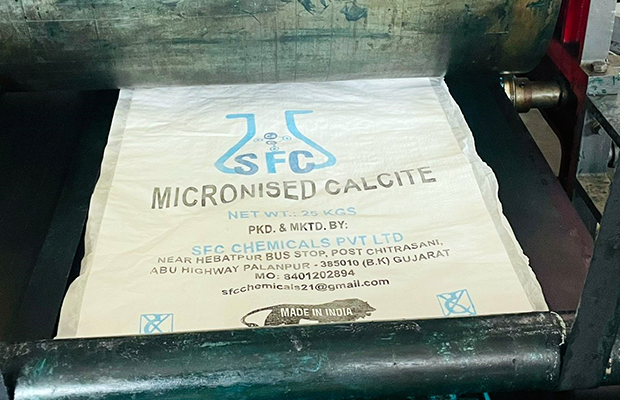 SFC
MICRONISED CALCITE
NET WT.: 25 KGS
PKD. & MKTD. BY:
SFC CHEMICALS PVT LTD
NEAR HEBATPUR BUS STOP, POST CHITRASANI,
ABU HIGHWAY PALANPUR - 385010 (B.K) GUJARAT
MO: 8401202894
sfcchemicals21@gmail.com
MADE IN INDIA